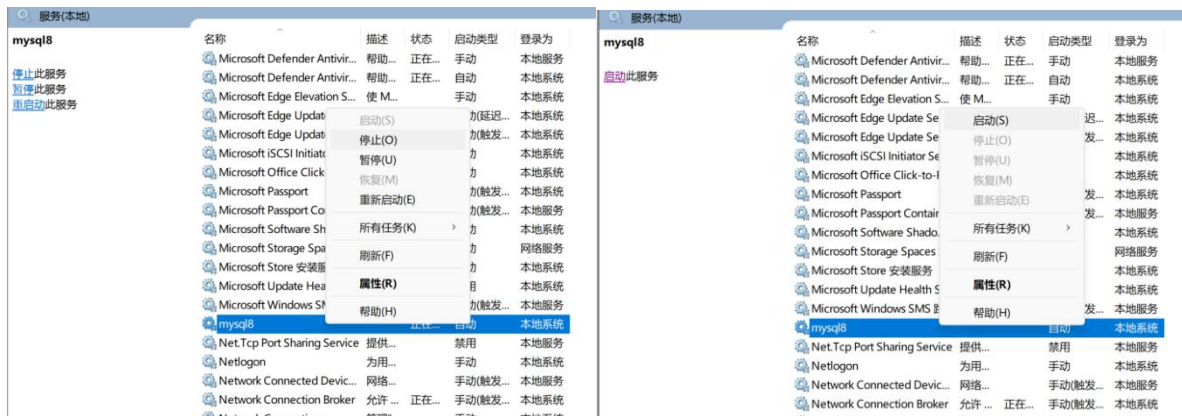 服务(本地)
mysql8
停止此服务
暂停此服务
重启动此服务
名称 描述 状态 启动类型 登录为
Microsoft Defender Antivir... 帮助... 正在... 手动 本地服务
Microsoft Defender Antivir... 帮助... 正在... 自动 本地系统
Microsoft Edge Elevation S... 使 M... 手动 本地系统
Microsoft Edge Updat 动(延迟... 本地系统
Microsoft Edge Updat 动(触发... 本地系统
Microsoft iSCSI Initiato 动 本地系统
Microsoft Office Click 动 本地系统
Microsoft Passport 动(触发... 本地系统
Microsoft Passport Co 动(触发... 本地服务
Microsoft Software Sh 动 本地系统
Microsoft Storage Spa 动 网络服务
Microsoft Store 安装服 动 本地系统
Microsoft Update Hea 用 本地系统
Microsoft Windows SM 动(触发... 本地服务
mysql8 正在... 自动 本地系统
Net.Tcp Port Sharing Service 提供... 禁用 本地服务
Netlogon 为用... 手动 本地系统
Network Connected Devic... 网络... 手动(触发... 本地服务
Network Connection Broker 允许 ... 正在... 手动(触发... 本地系统
启动(S)
停止(O)
暂停(U)
恢复(M)
重新启动(E)
所有任务(K)
刷新(F)
属性(R)
帮助(H)
服务(本地)
mysql8
启动此服务
名称 描述 状态 启动类型 登录为
Microsoft Defender Antivir... 帮助... 正在... 手动 本地服务
Microsoft Defender Antivir... 帮助... 正在... 自动 本地系统
Microsoft Edge Elevation S... 使 M... 手动 本地系统
Microsoft Edge Update Se 迟... 本地系统
Microsoft Edge Update Se 发... 本地系统
Microsoft iSCSI Initiator Se 本地系统
Microsoft Office Click-to-R 本地系统
Microsoft Passport 发... 本地系统
Microsoft Passport Contair 发... 本地服务
Microsoft Software Shado. 本地系统
Microsoft Storage Spaces 网络服务
Microsoft Store 安装服务 本地系统
Microsoft Update Health S 本地系统
Microsoft Windows SMS 发... 本地服务
mysql8 自动 本地系统
Net.Tcp Port Sharing Service 提供... 禁用 本地服务
Netlogon 为用... 手动 本地系统
Network Connected Devic... 网络... 手动(触发... 本地服务
Network Connection Broker 允许 ... 正在... 手动(触发... 本地系统
启动(S)
停止(O)
暂停(U)
恢复(M)
重新启动(E)
所有任务(K)
刷新(F)
属性(R)
帮助(H)